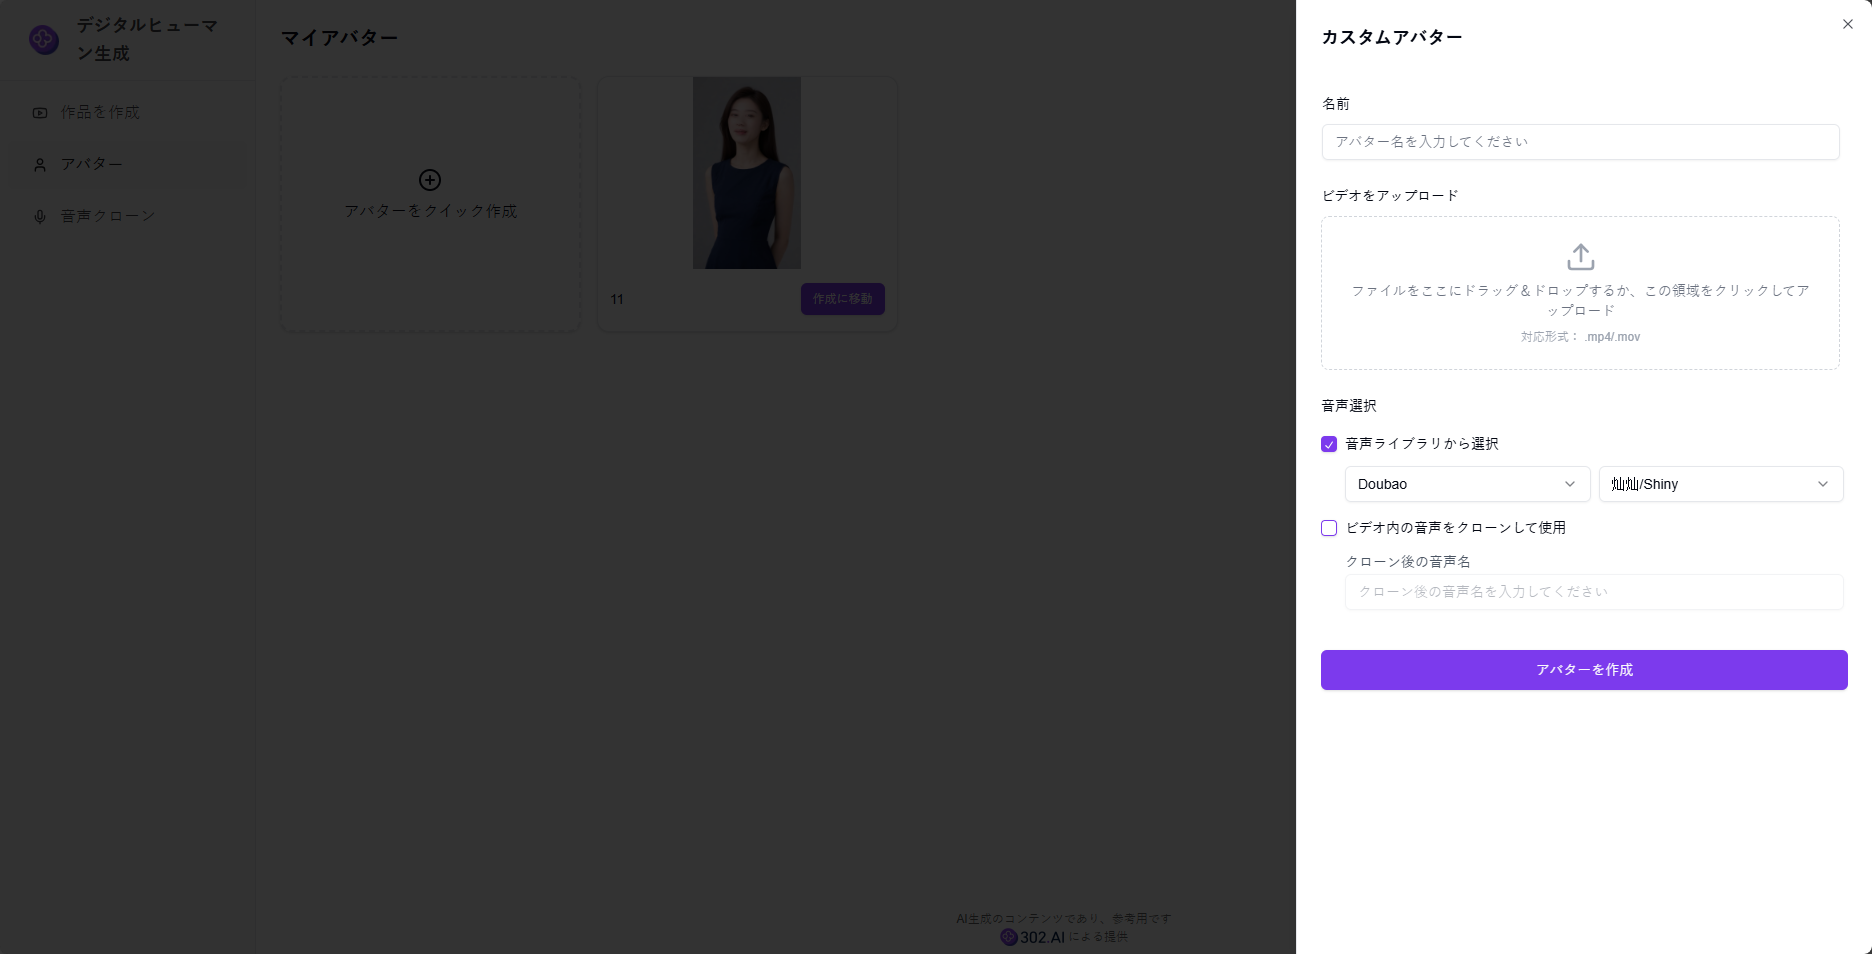 デジタルヒューマ
ン生成
作品を作成
アバター
音声クローン
マイアバター
アバターをクイック作成
11
作成に移動
AI生成のコンテンツであり、参考用です
302.AI による提供
カスタムアバター
名前
アバター名を入力してください
ビデオをアップロード
ファイルをここにドラッグ＆ドロップするか、この領域をクリックしてア
ップロード
対応形式： .mp4/.mov
音声選択
音声ライブラリから選択
Doubao
灿灿/Shiny
ビデオ内の音声をクローンして使用
クローン後の音声名
クローン後の音声名を入力してください
アバターを作成